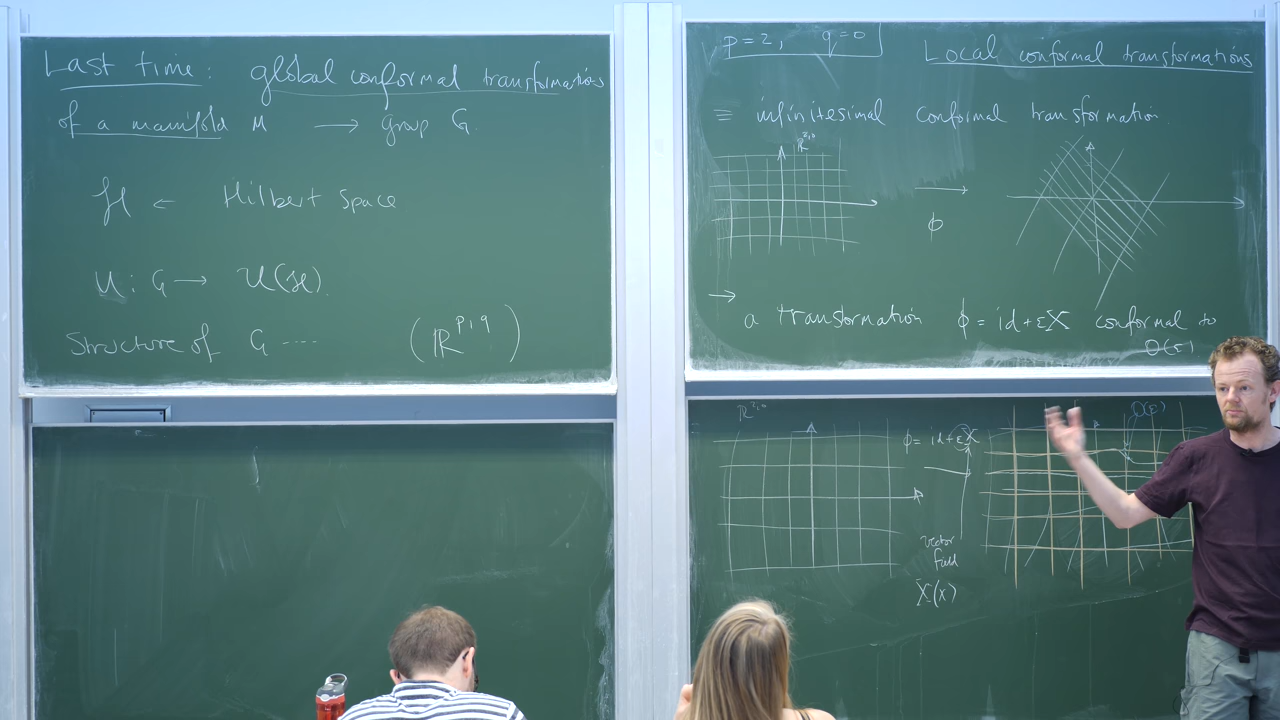 Last time: global conformal transformations
of a manifold M → group G.
H ← Hilbert Space
U: G → U(H).
Structure of G .... (ℝ^{p,q})
p=2, q=0
Local conformal transformations
= infinitesimal conformal transformation.
ℝ^{2,0}
→
ϕ
→ a transformation ϕ = id+εX conformal to
O(ε)
ℝ^{2,0}
ϕ = id+εX
O(ε)
vector
field
X(x)